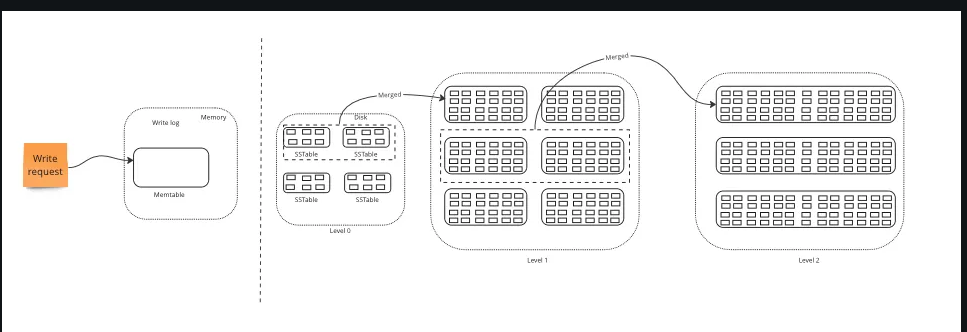 Write
request
Write log
Memory
Memtable
Disk
SSTable
SSTable
SSTable
SSTable
Level 0
Merged
Level 1
Merged
Level 2